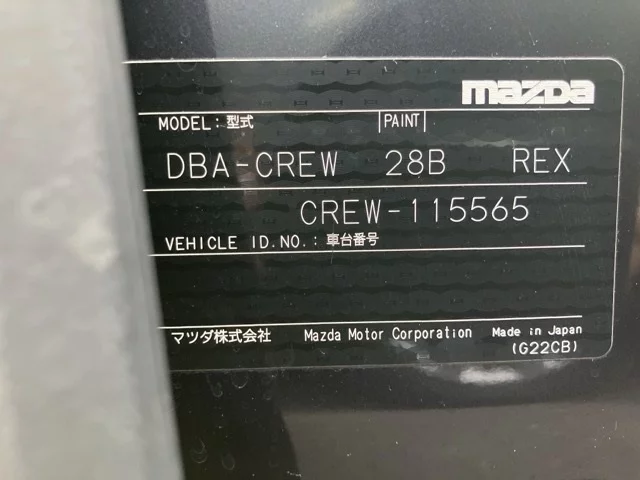 mazda
MODEL: 型式 PAINT
DBA-CREW 28B REX
CREW-115565
VEHICLE ID.NO.: 車台番号
マツダ株式会社 Mazda Motor Corporation Made in Japan
(G22CB)